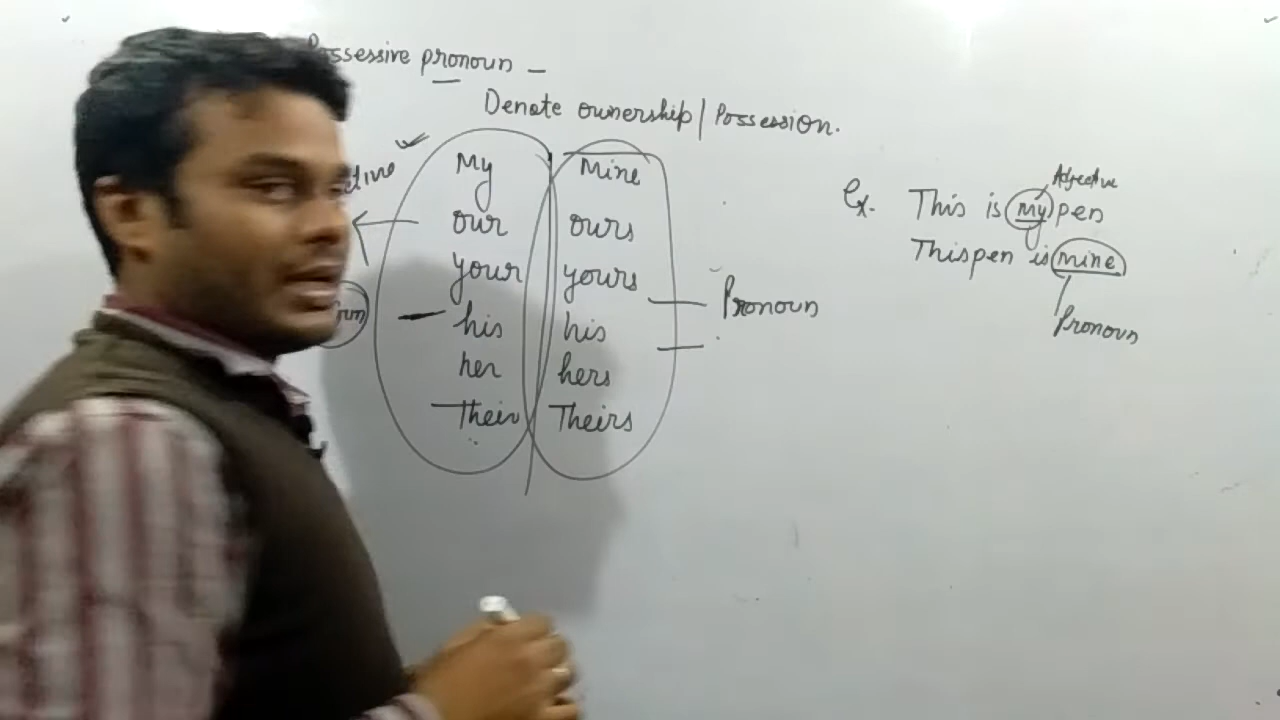 Possessive pronoun -
Denote ownership / Possession.
My Mine
our ours
your yours
his his
her hers
Their Theirs
Pronoun
Ex. This is my pen
Adjective
This pen is mine
Pronoun